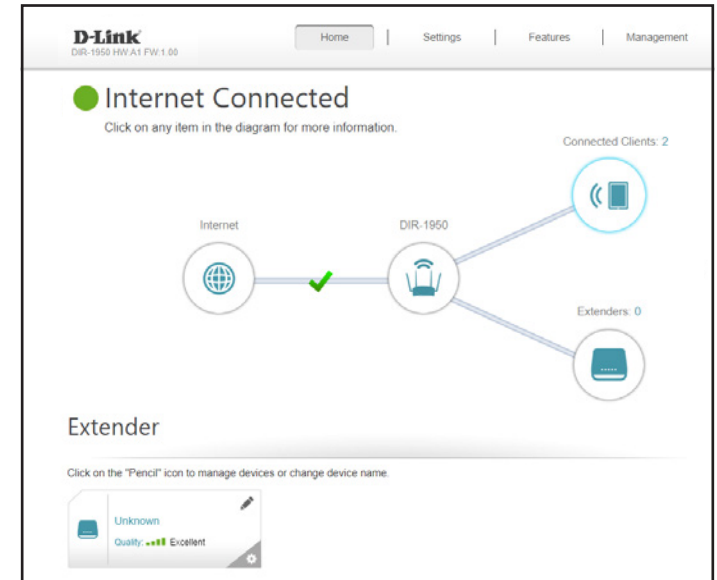 D-Link
DIR-1950 HW:A1 FW:1.00
Home | Settings | Features | Management
Internet Connected
Click on any item in the diagram for more information.
Connected Clients: 2
Internet
DIR-1950
Extenders: 0
Extender
Click on the "Pencil" icon to manage devices or change device name.
Unknown
Quality: Excellent